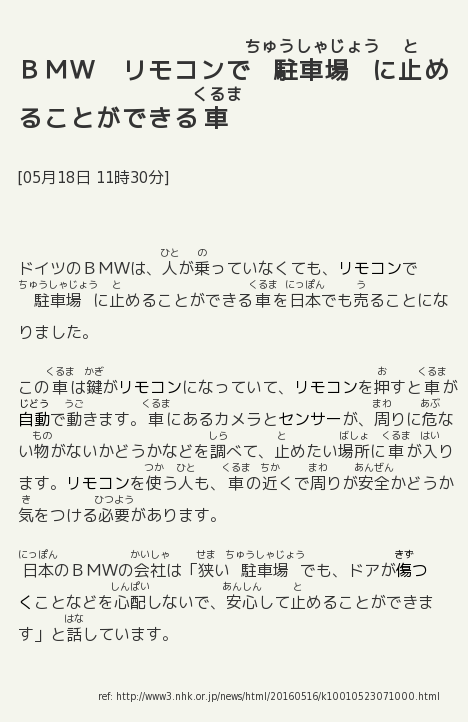 ＢＭＷ　リモコンで駐車場に止め
ることができる車
[05月18日 11時30分]
ドイツのＢＭＷは、人が乗っていなくても、リモコンで
駐車場に止めることができる車を日本でも売ることにな
りました。
この車は鍵がリモコンになっていて、リモコンを押すと車が
自動で動きます。車にあるカメラとセンサーが、周りに危な
い物がないかどうかなどを調べて、止めたい場所に車が入り
ます。リモコンを使う人も、車の近くで周りが安全かどうか
気をつける必要があります。
日本のＢＭＷの会社は「狭い駐車場でも、ドアが傷つ
くことなどを心配しないで、安心して止めることができま
す」と話しています。
ref: http://www3.nhk.or.jp/news/html/20160516/k10010523071000.html